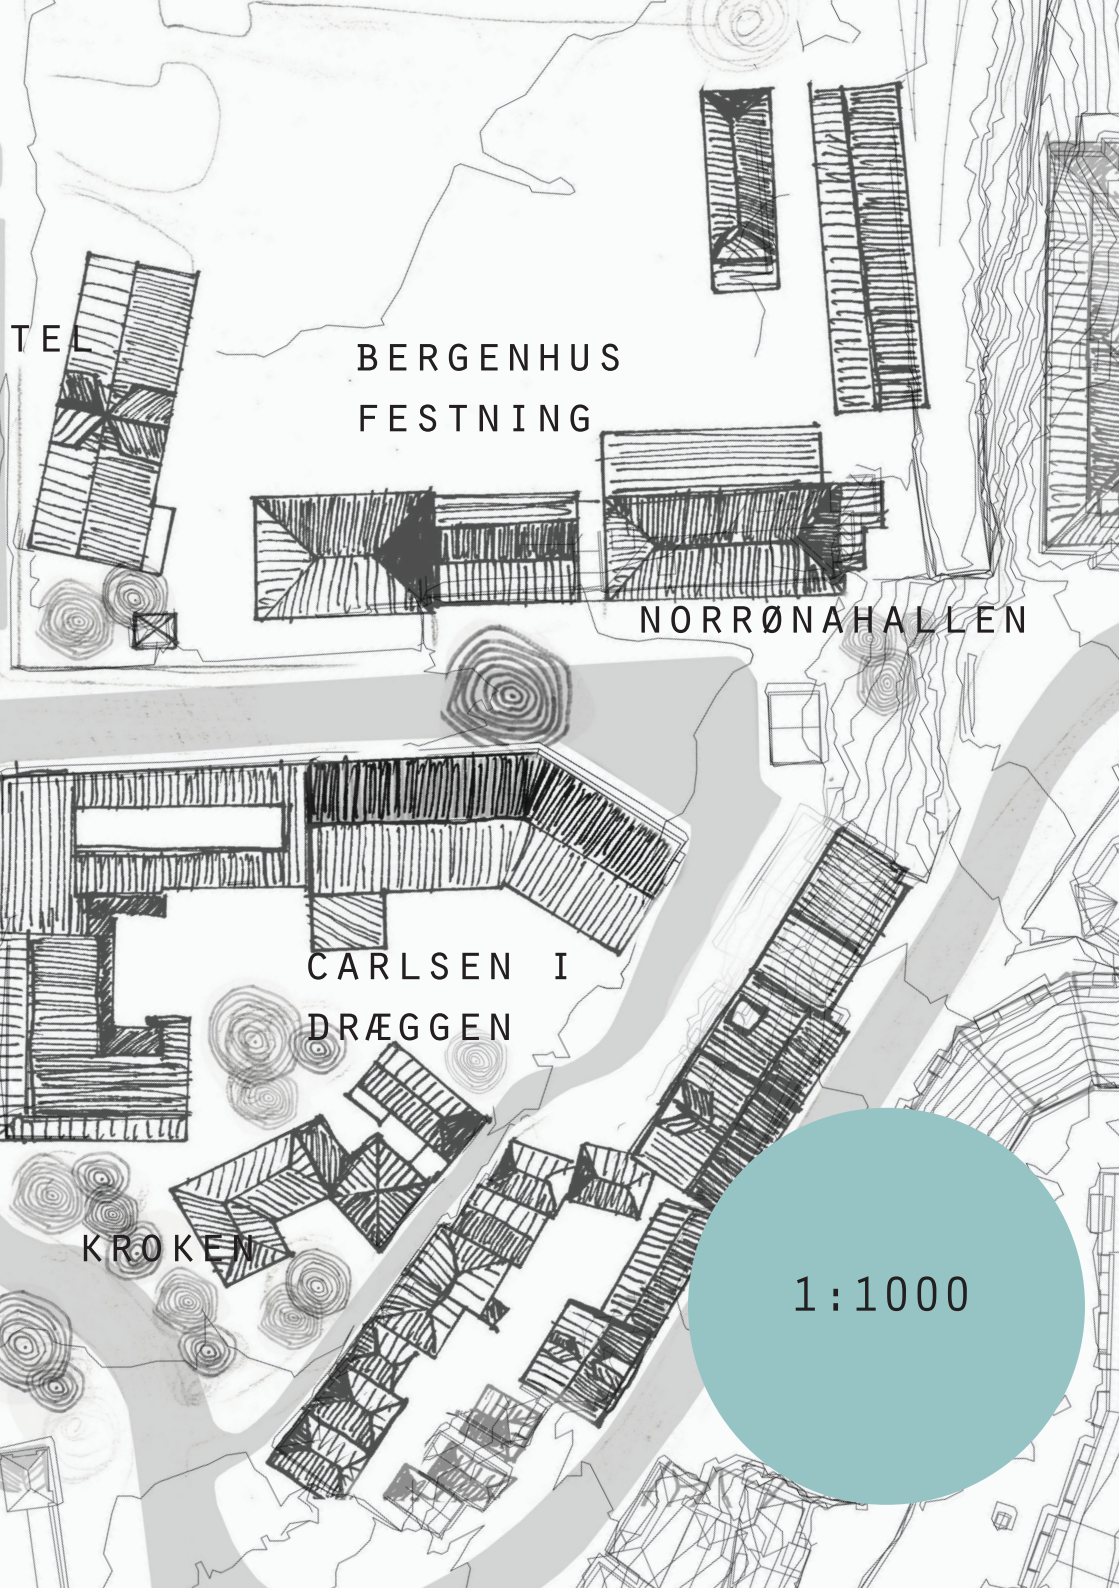 TEL
BERGENHUS
FESTNING
NORRØNAHALLEN
CARLSEN I
DRÆGGEN
KROKEN
1:1000